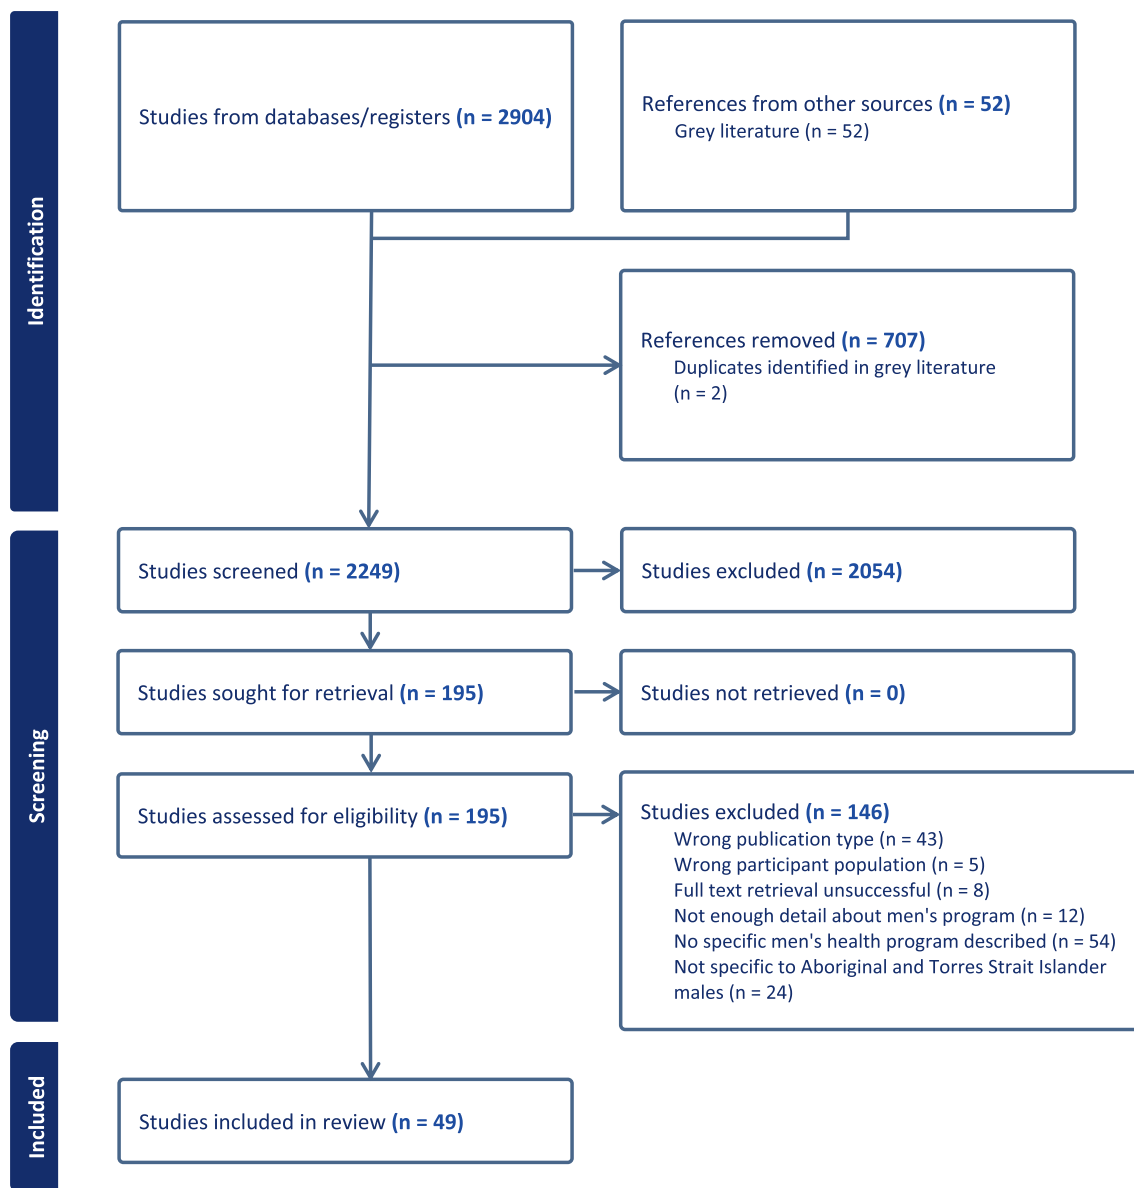 Identification
Studies from databases/registers (n = 2904)
References from other sources (n = 52)
Grey literature (n = 52)
References removed (n = 707)
Duplicates identified in grey literature
(n = 2)
Screening
Studies screened (n = 2249)
Studies excluded (n = 2054)
Studies sought for retrieval (n = 195)
Studies not retrieved (n = 0)
Studies assessed for eligibility (n = 195)
Studies excluded (n = 146)
Wrong publication type (n = 43)
Wrong participant population (n = 5)
Full text retrieval unsuccessful (n = 8)
Not enough detail about men's program (n = 12)
No specific men's health program described (n = 54)
Not specific to Aboriginal and Torres Strait Islander
males (n = 24)
Included
Studies included in review (n = 49)